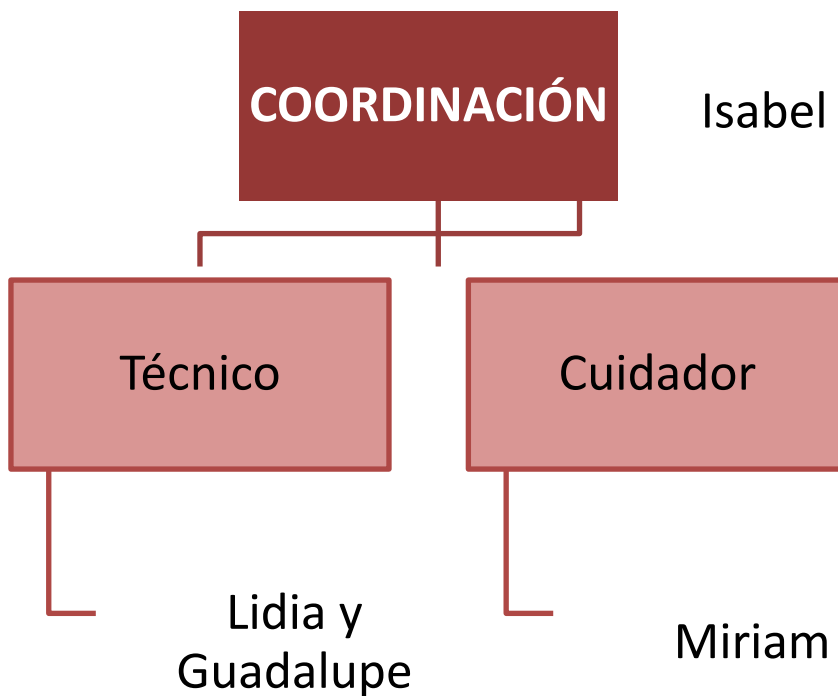 COORDINACIÓN
Isabel
Técnico
Cuidador
Lidia y
Guadalupe
Miriam